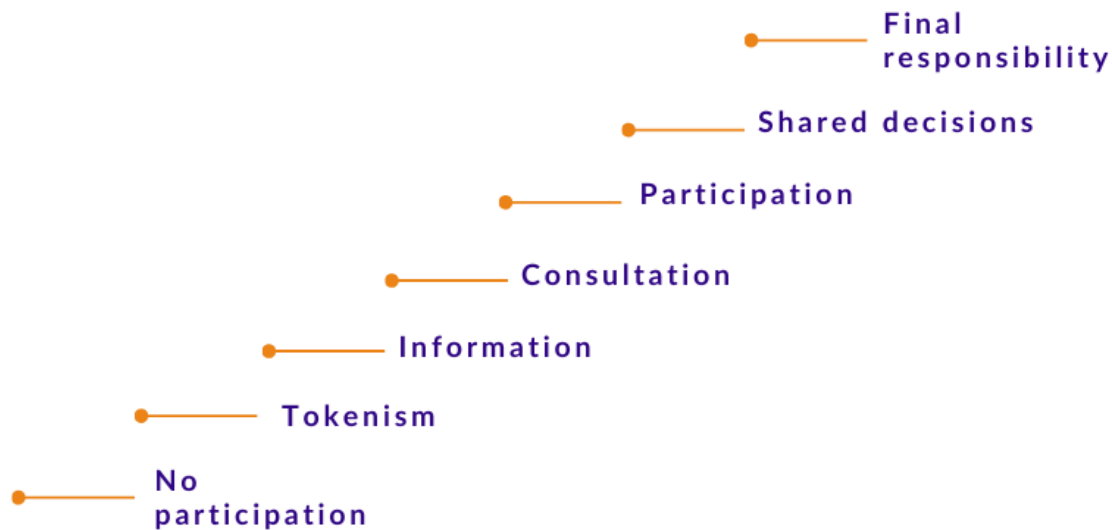 Final
responsibility
Shared decisions
Participation
Consultation
Information
Tokenism
No
participation